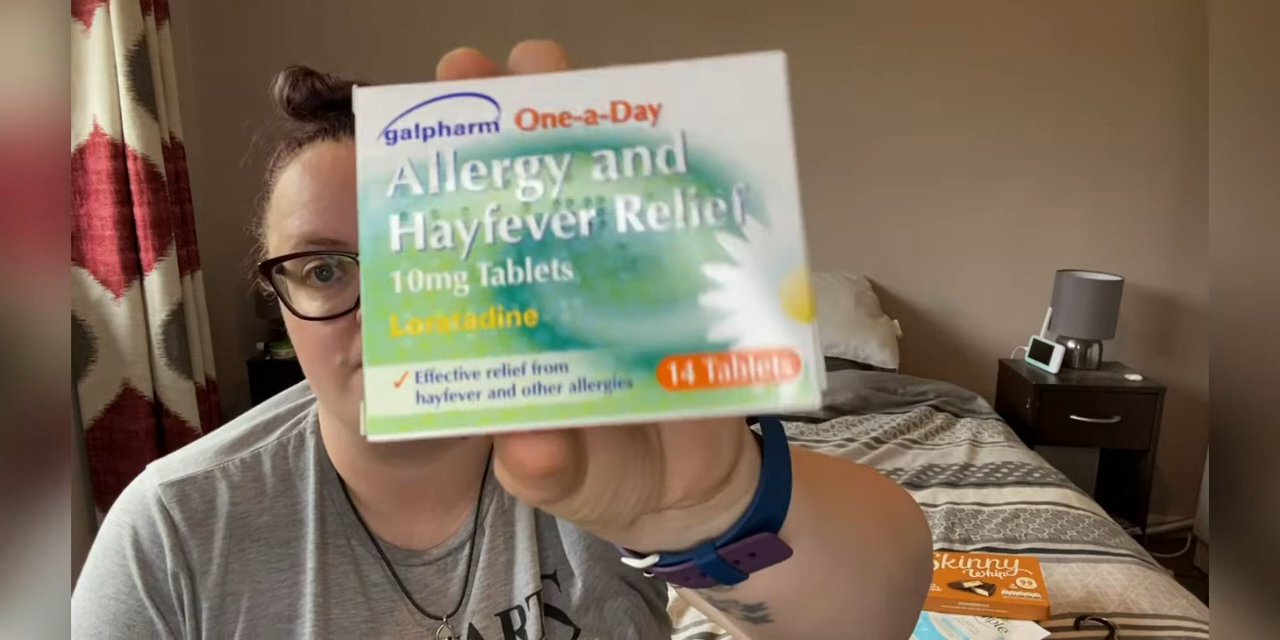 galpharm One-a-Day
Allergy and
Hayfever Relief
10mg Tablets
Loratadine
✓ Effective relief from
hayfever and other allergies
14 Tablets
Skinny
Whip